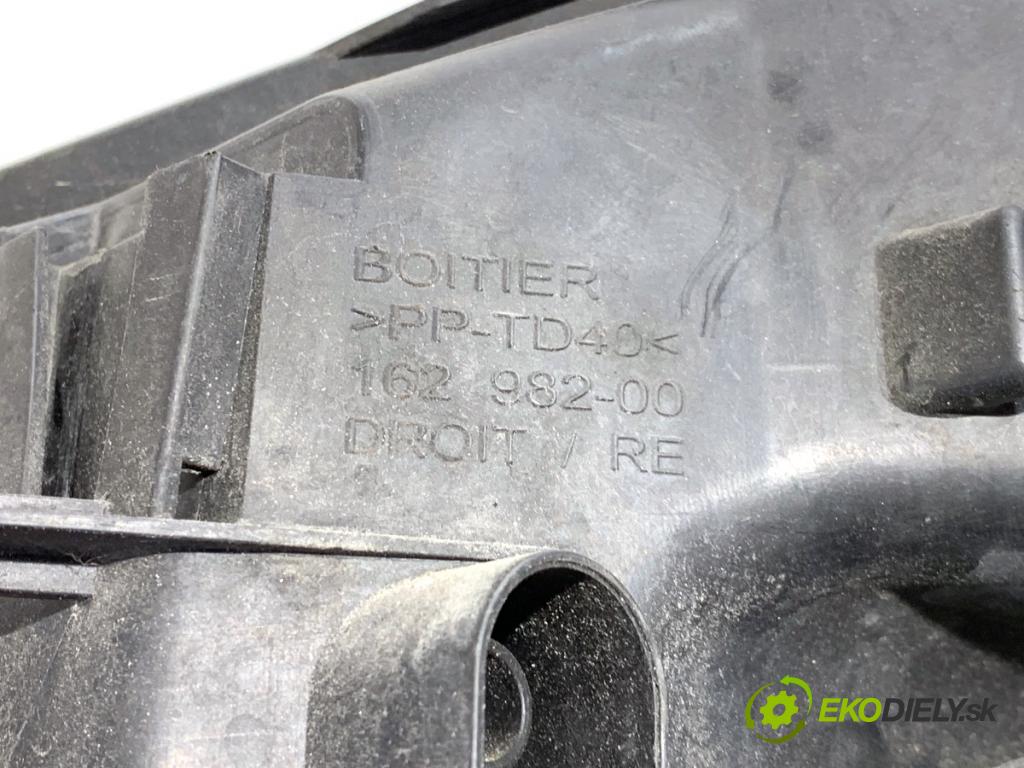 BOITIER
>PP-TD40<
162 982-00
DROIT / RE
EKODIELY.sk